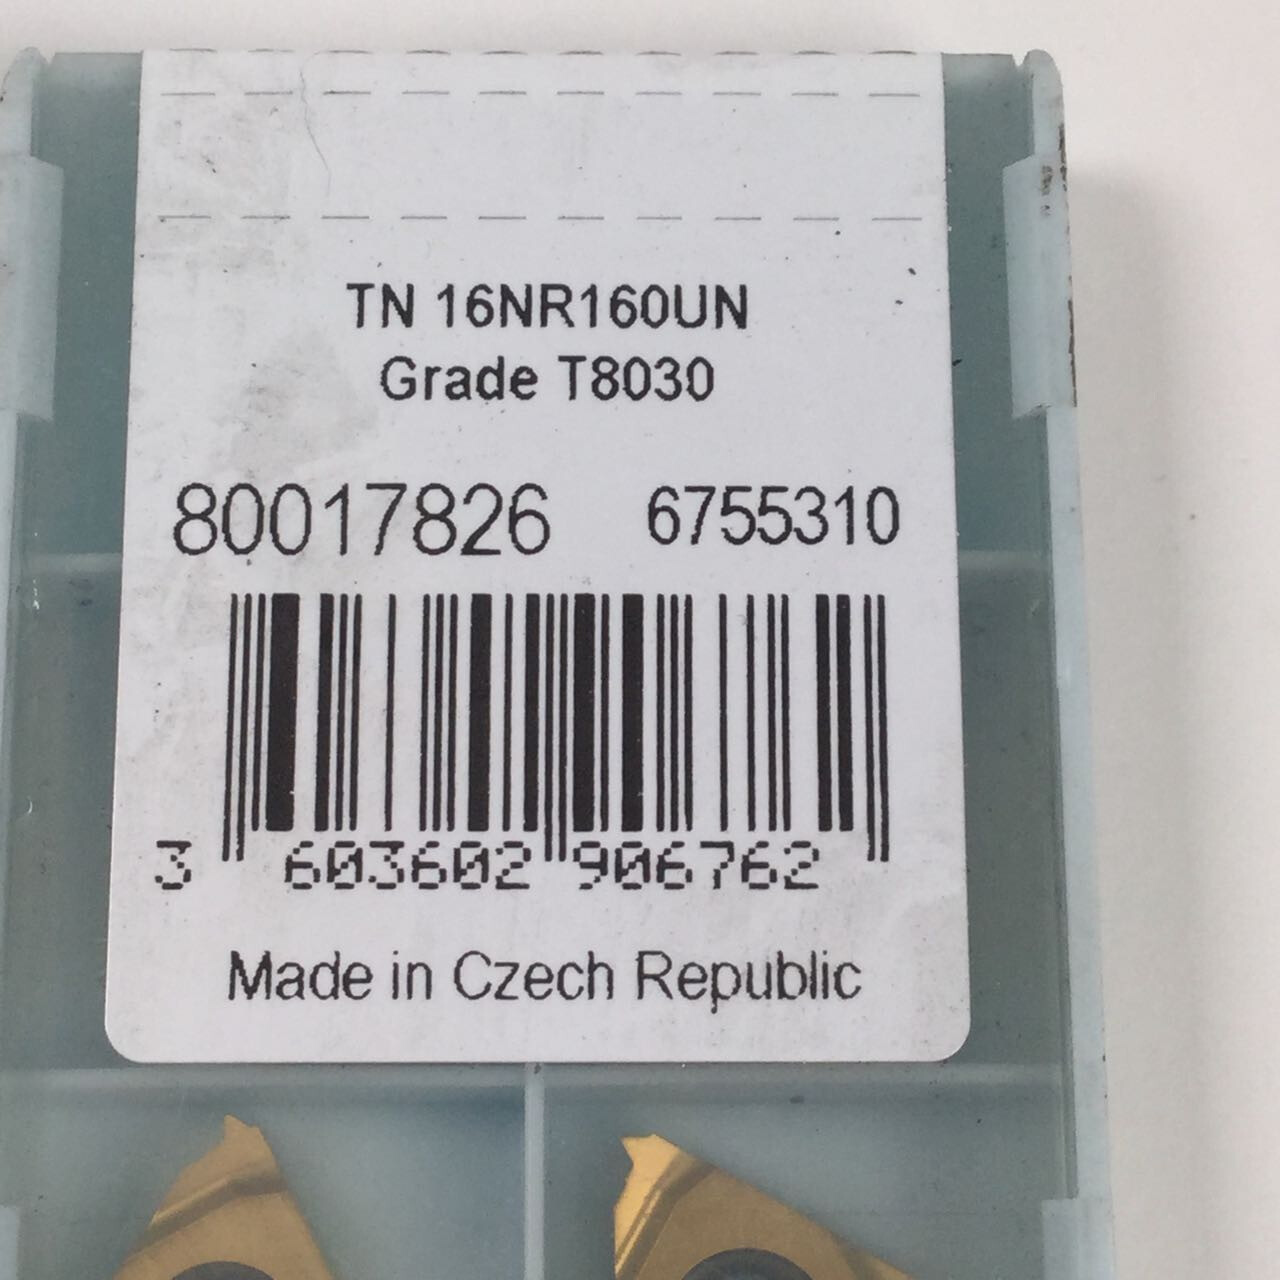 TN 16NR160UN
Grade T8030
80017826 6755310
3 603602 906762
Made in Czech Republic